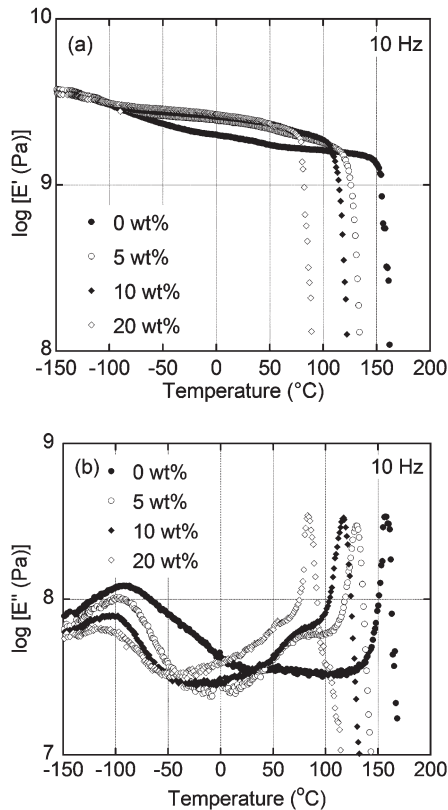 10
(a)
10 Hz
log [E' (Pa)]
9
0 wt%
5 wt%
10 wt%
20 wt%
8
-150 -100 -50 0 50 100 150 200
Temperature (°C)
9
(b)
10 Hz
0 wt%
5 wt%
10 wt%
20 wt%
log [E'' (Pa)]
8
7
-150 -100 -50 0 50 100 150 200
Temperature (°C)